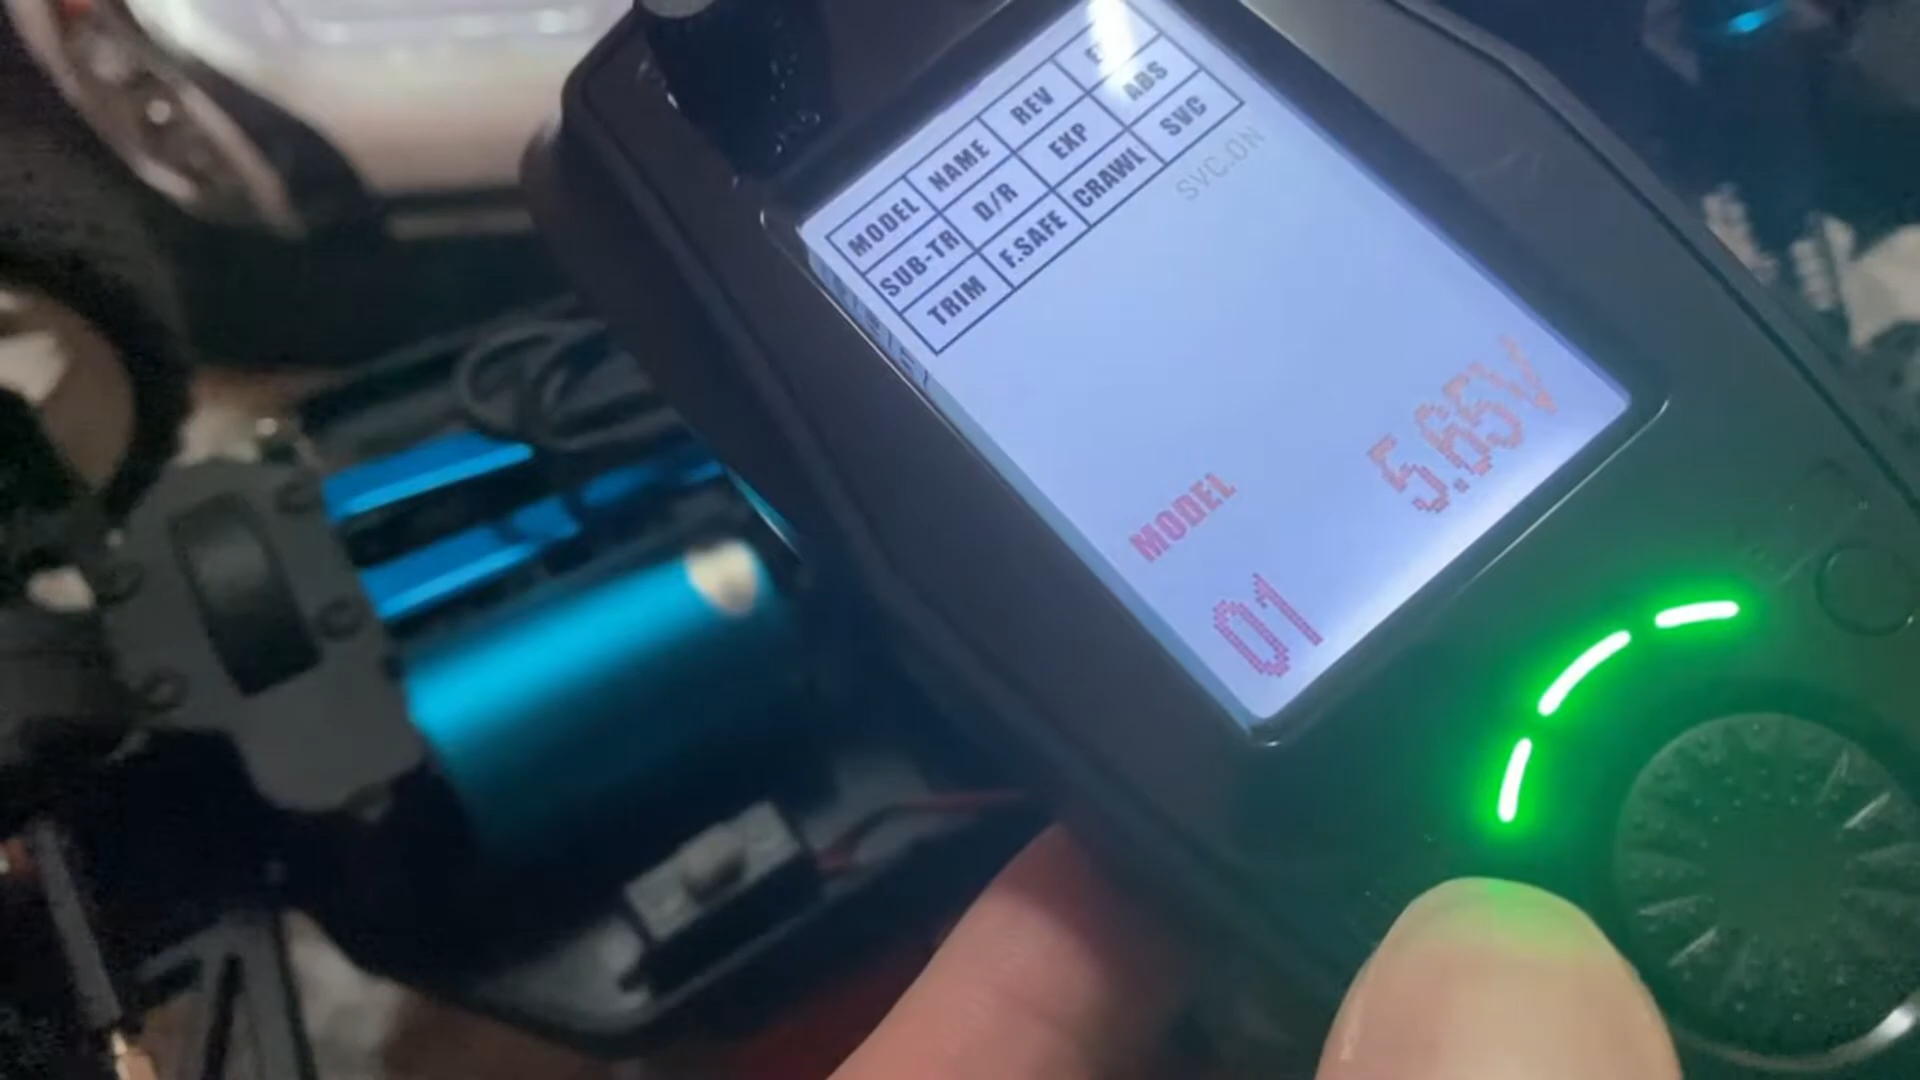 MODEL NAME REV
SUB-TR D/R EXP ABS
TRIM F.SAFE CRAWL SVC
SVC.ON
MODEL
01 5.65V